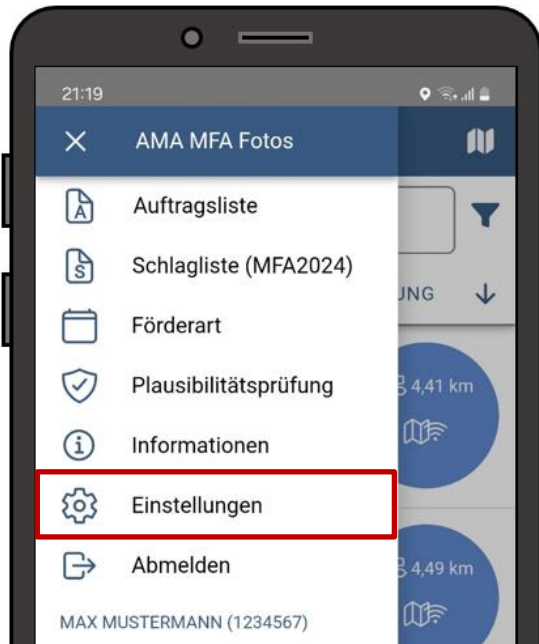 21:19
AMA MFA Fotos
Auftragsliste
Schlagliste (MFA2024)
Förderart
Plausibilitätsprüfung
Informationen
Einstellungen
Abmelden
MAX MUSTERMANN (1234567)
4,41 km
4,49 km